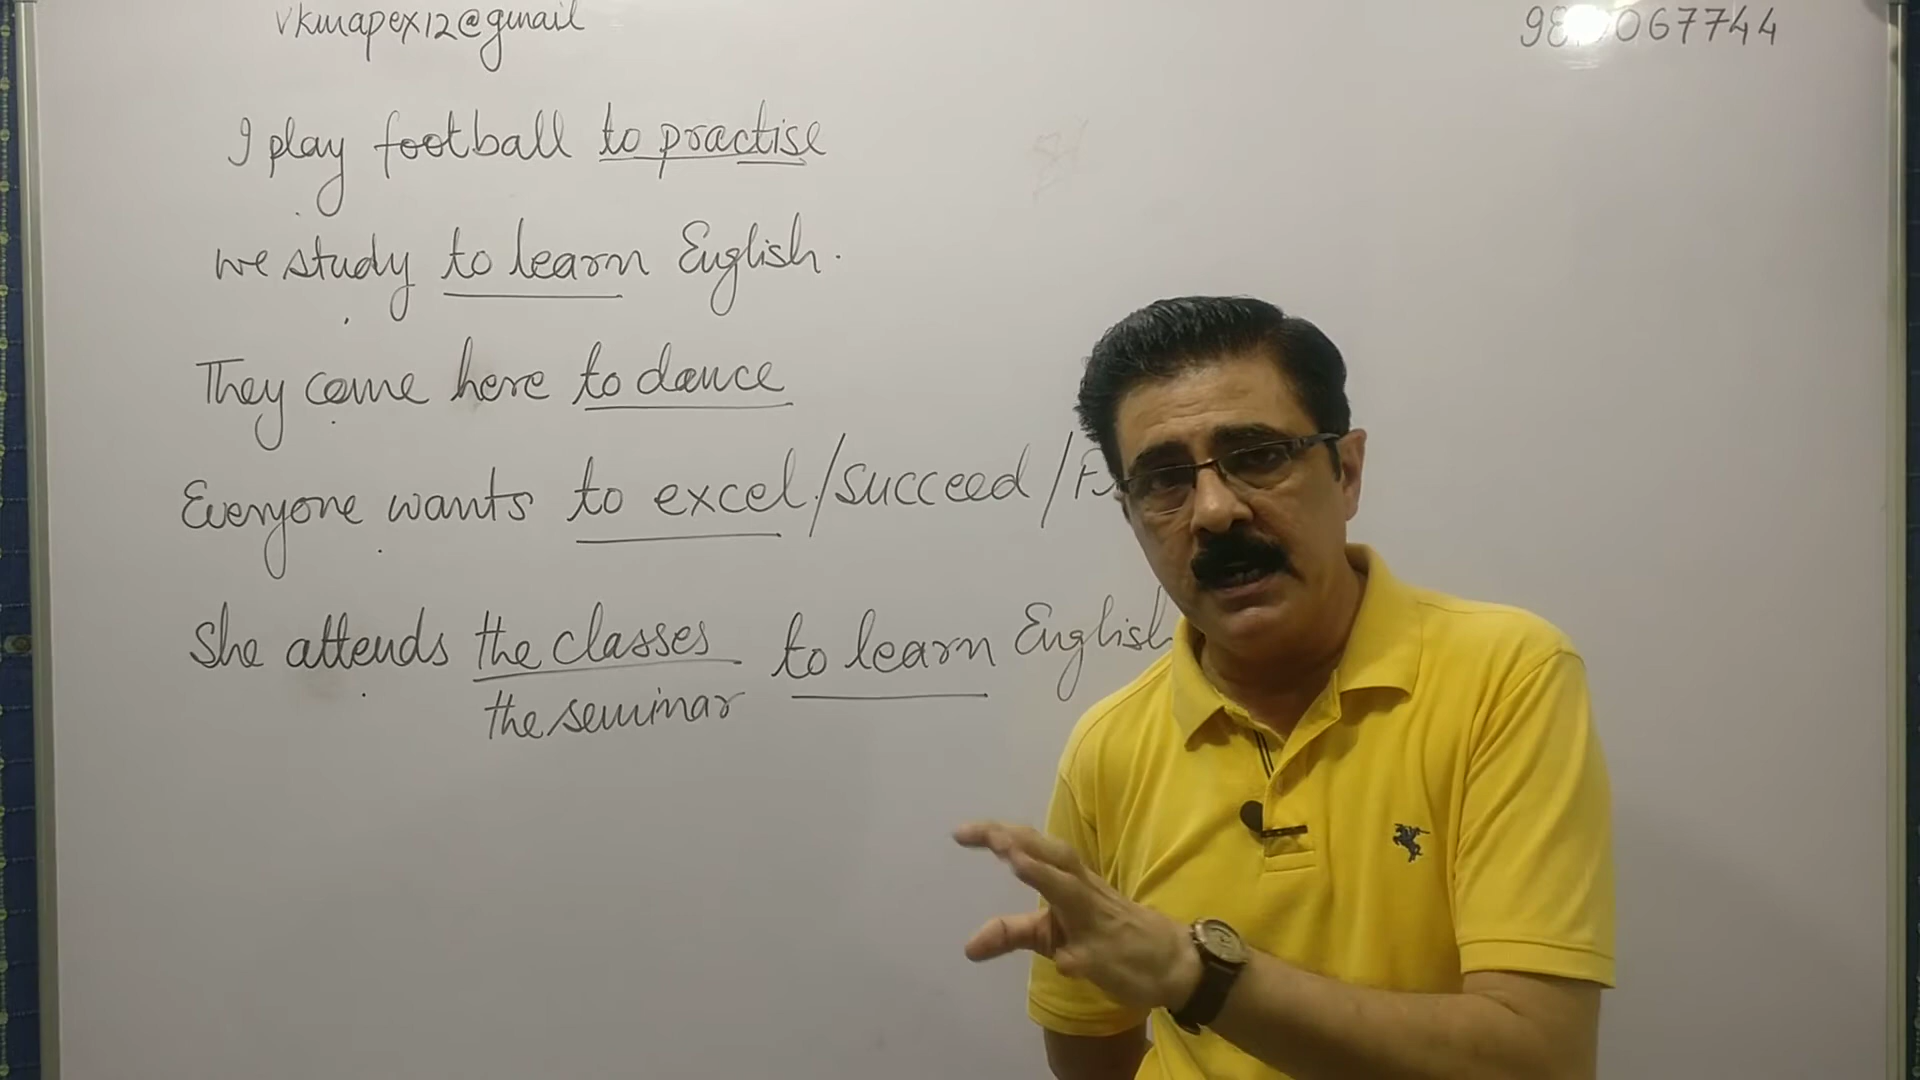 vkmapex12@gmail
I play football to practise
we study to learn English.
They come here to dance
Everyone wants to excel/succeed/
She attends the classes to learn English
the seminar